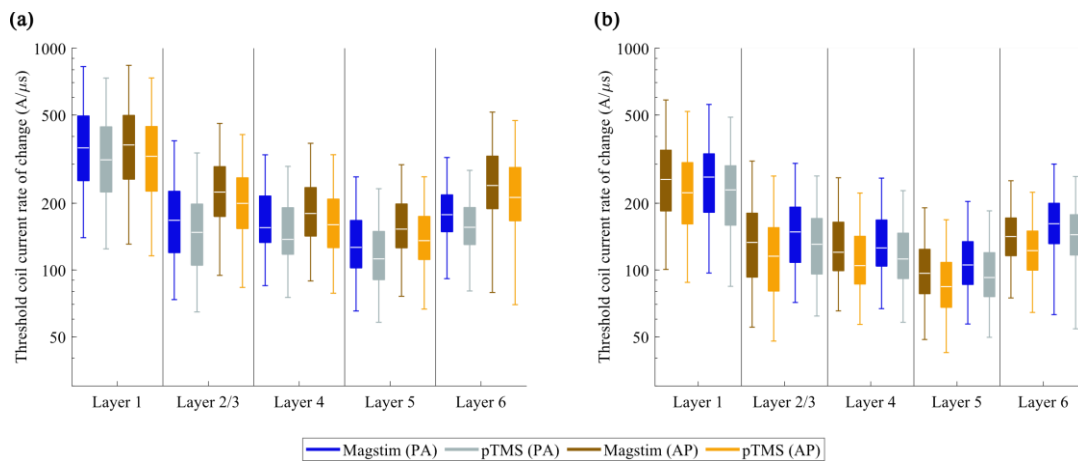 (a)
Threshold coil current rate of change (A/μs)
1000
500
200
100
50
Layer 1 Layer 2/3 Layer 4 Layer 5 Layer 6
(b)
Threshold coil current rate of change (A/μs)
1000
500
200
100
50
Layer 1 Layer 2/3 Layer 4 Layer 5 Layer 6
Magstim (PA) pTMS (PA) Magstim (AP) pTMS (AP)